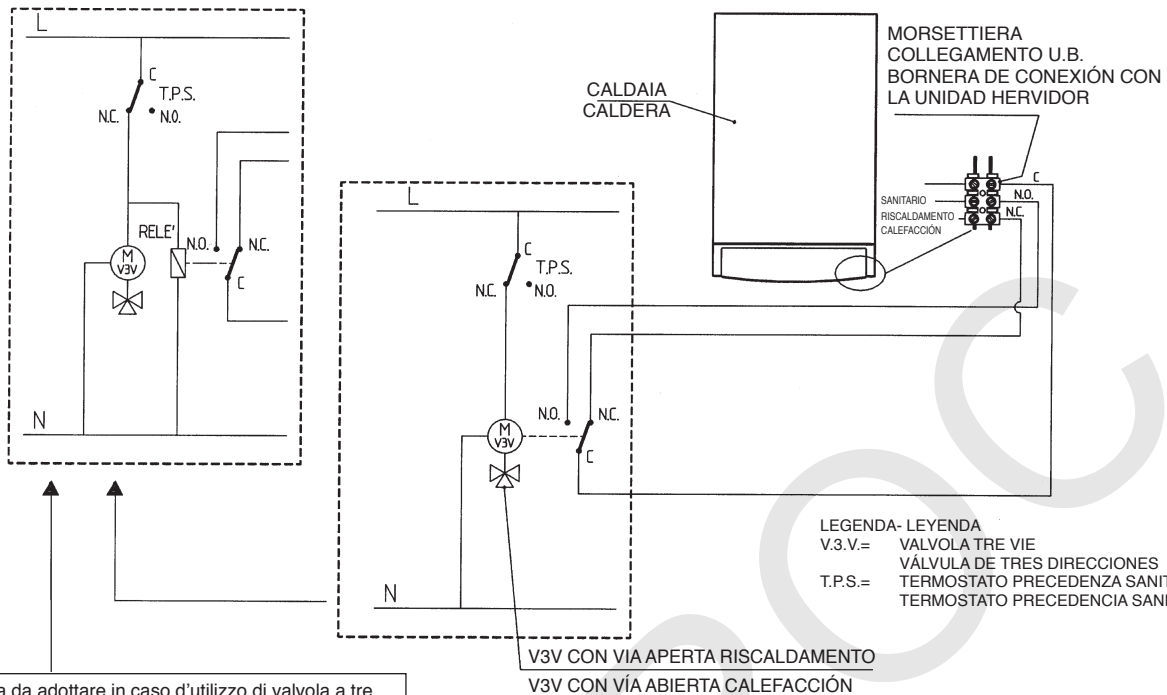 L
C
T.P.S.
N.C.
N.O.
RELE'
M
V3V
N.O.
N.C.
C
N
CALDAIA
CALDERA
MORSETTIERA
COLLEGAMENTO U.B.
BORNERA DE CONEXIÓN CON
LA UNIDAD HERVIDOR
C
SANITARIO
N.O.
RISCALDAMENTO
N.C.
CALEFACCIÓN
L
C
T.P.S.
N.C.
N.O.
M
V3V
N.O.
N.C.
C
N
LEGENDA- LEYENDA
V.3.V.= VALVOLA TRE VIE
VÁLVULA DE TRES DIRECCIONES
T.P.S.= TERMOSTATO PRECEDENZA
TERMOSTATO PRECEDENCIA
V3V CON VIA APERTA RISCALDAMENTO
V3V CON VÍA ABIERTA CALEFACCIÓN
da adottare in caso d'utilizzo di valvola a tre